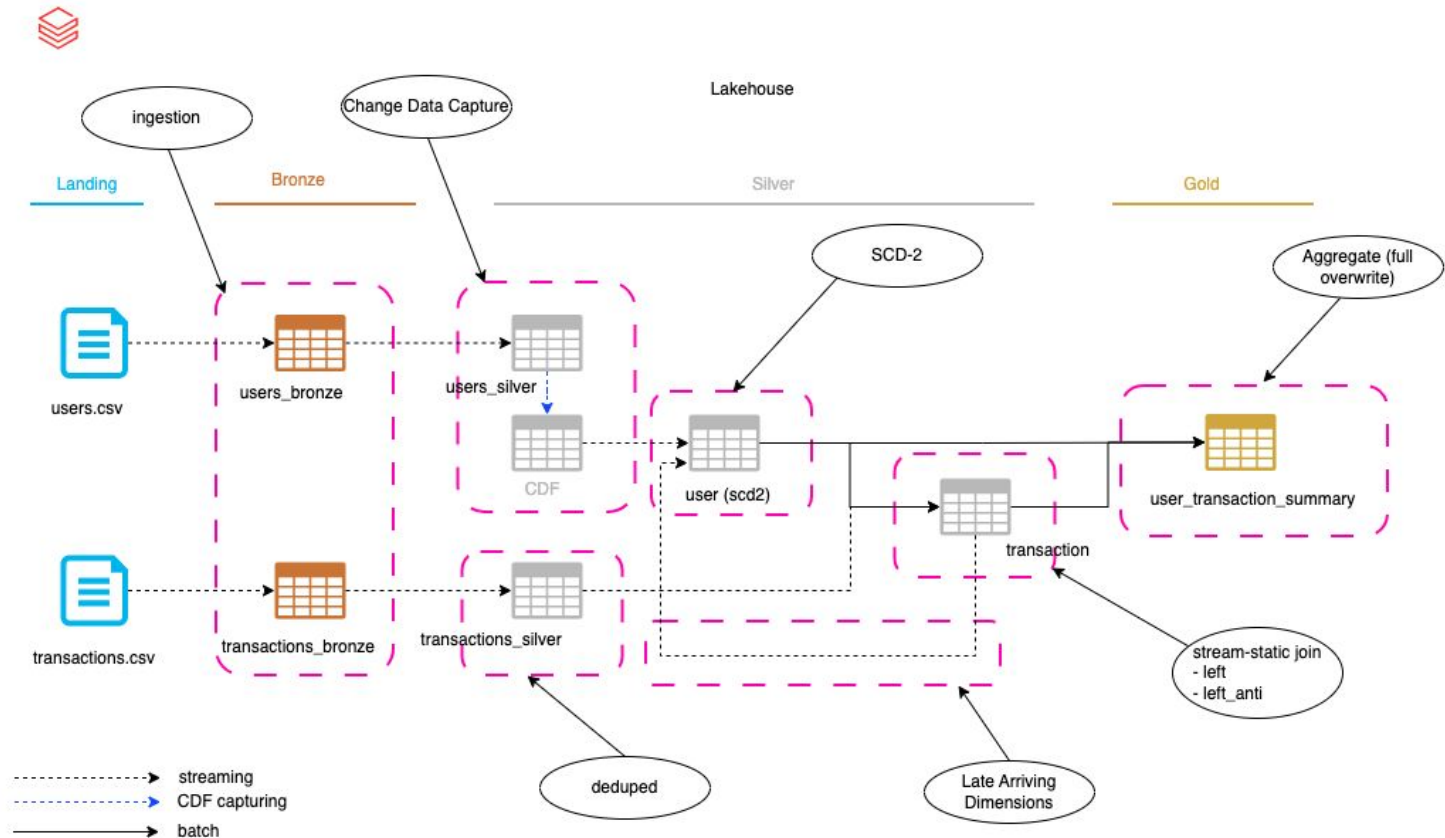 Lakehouse
ingestion
Change Data Capture
Landing
Bronze
Silver
Gold
SCD-2
Aggregate (full
overwrite)
users.csv
users_bronze
users_silver
CDF
user (scd2)
transaction
user_transaction_summary
transactions.csv
transactions_bronze
transactions_silver
stream-static join
- left
- left_anti
deduped
Late Arriving
Dimensions
streaming
CDF capturing
batch